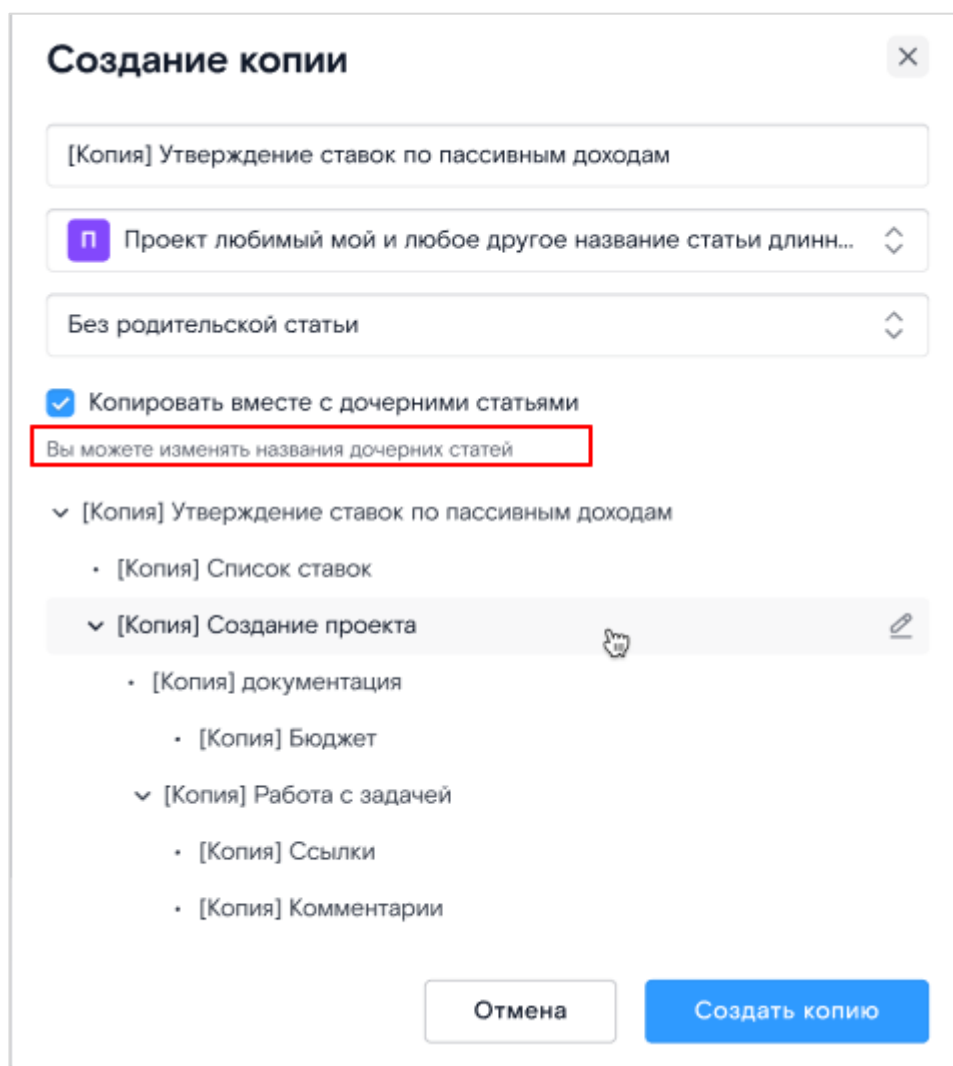 Создание копии
[Копия] Утверждение ставок по пассивным доходам
П Проект любимый мой и любое другое название статьи длинн...
Без родительской статьи
Копировать вместе с дочерними статьями
Вы можете изменять названия дочерних статей
[Копия] Утверждение ставок по пассивным доходам
[Копия] Список ставок
[Копия] Создание проекта
[Копия] документация
[Копия] Бюджет
[Копия] Работа с задачей
[Копия] Ссылки
[Копия] Комментарии
Отмена Создать копию